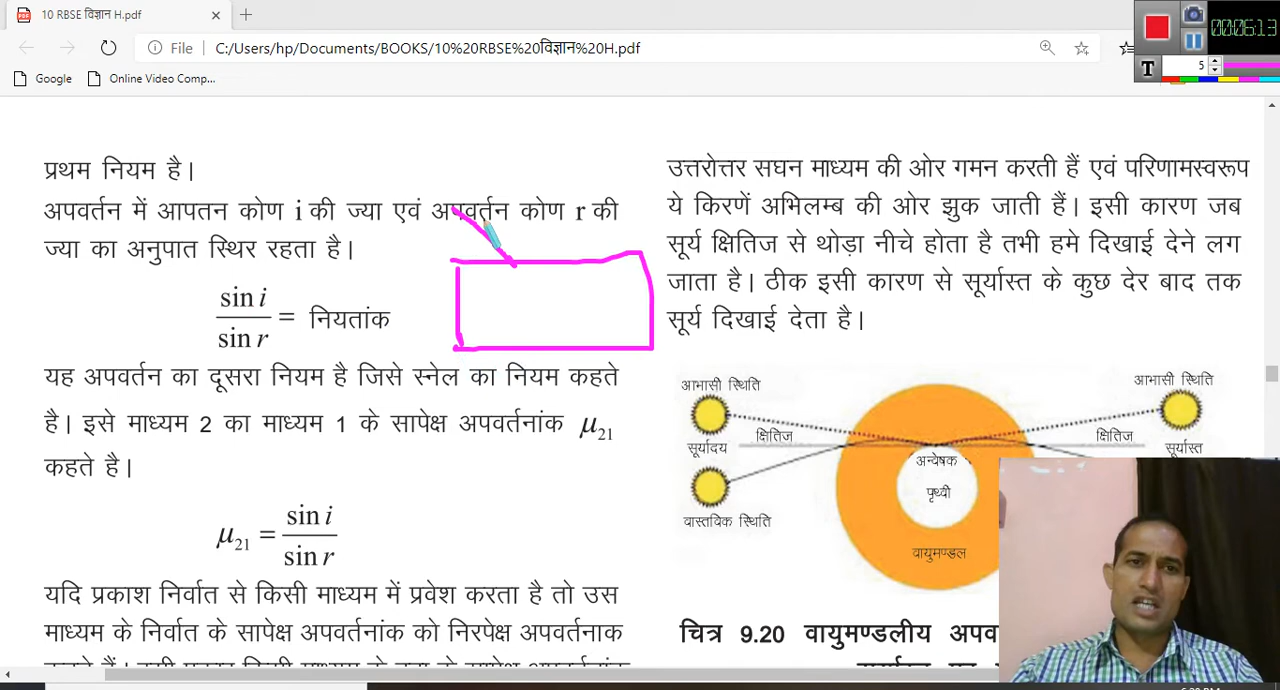 10 RBSE विज्ञान H.pdf
File
C:/Users/hp/Documents/BOOKS/10%20RBSE%20विज्ञान%20H.pdf
00:06:13
T
5
Google
Online Video Comp...
प्रथम नियम है।
अपवर्तन में आपतन कोण i की ज्या एवं अपवर्तन कोण r की
ज्या का अनुपात स्थिर रहता है।
sin i
sin r
= नियतांक
यह अपवर्तन का दूसरा नियम है जिसे स्नेल का नियम कहते
है। इसे माध्यम 2 का माध्यम 1 के सापेक्ष अपवर्तनांक μ21
कहते है।
μ21 =
sin i
sin r
यदि प्रकाश निर्वात से किसी माध्यम में प्रवेश करता है तो उस
माध्यम के निर्वात के सापेक्ष अपवर्तनांक को निरपेक्ष अपवर्तनाक
उत्तरोत्तर सघन माध्यम की ओर गमन करती हैं एवं परिणामस्वरूप
ये किरणें अभिलम्ब की ओर झुक जाती हैं। इसी कारण जब
सूर्य क्षितिज से थोड़ा नीचे होता है तभी हमे दिखाई देने लग
जाता है। ठीक इसी कारण से सूर्यास्त के कुछ देर बाद तक
सूर्य दिखाई देता है।
आभासी स्थिति
आभासी स्थिति
क्षितिज
क्षितिज
सूर्यादय
सूर्यास्त
अन्वेषक
पृथ्वी
वास्तविक स्थिति
वायुमण्डल
चित्र 9.20 वायुमण्डलीय